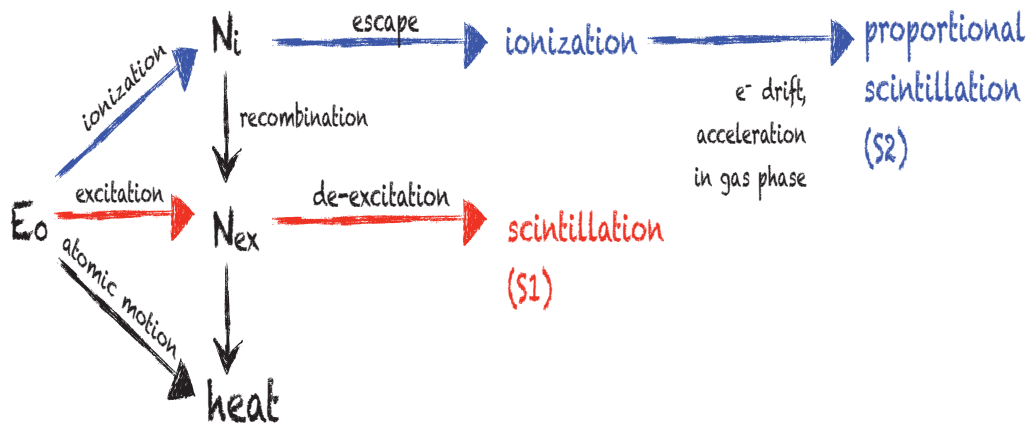 Ni
escape
ionization
ionization
proportional
scintillation
(S2)
e⁻ drift,
acceleration
in gas phase
recombination
E₀
excitation
Nex
de-excitation
scintillation
(S1)
atomic motion
heat